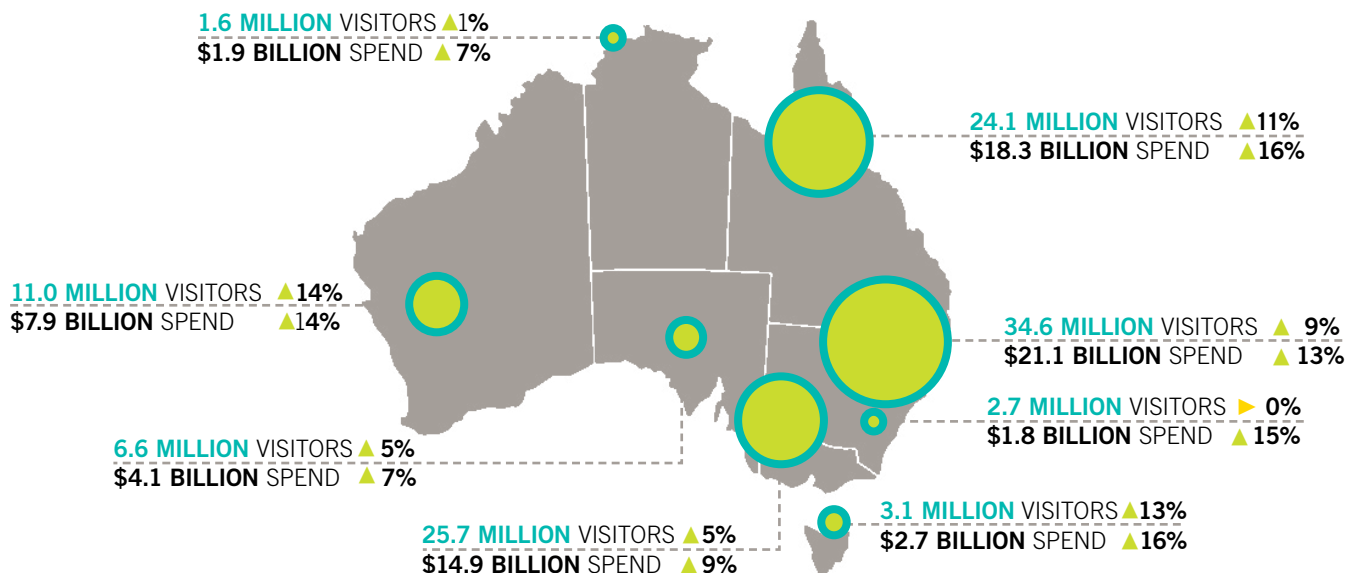 1.6 MILLION VISITORS ▲1%
$1.9 BILLION SPEND ▲ 7%
24.1 MILLION VISITORS ▲11%
$18.3 BILLION SPEND ▲16%
11.0 MILLION VISITORS ▲14%
$7.9 BILLION SPEND ▲14%
34.6 MILLION VISITORS ▲ 9%
$21.1 BILLION SPEND ▲ 13%
2.7 MILLION VISITORS ► 0%
$1.8 BILLION SPEND ▲ 15%
6.6 MILLION VISITORS ▲ 5%
$4.1 BILLION SPEND ▲ 7%
3.1 MILLION VISITORS ▲13%
$2.7 BILLION SPEND ▲16%
25.7 MILLION VISITORS ▲5%
$14.9 BILLION SPEND ▲ 9%